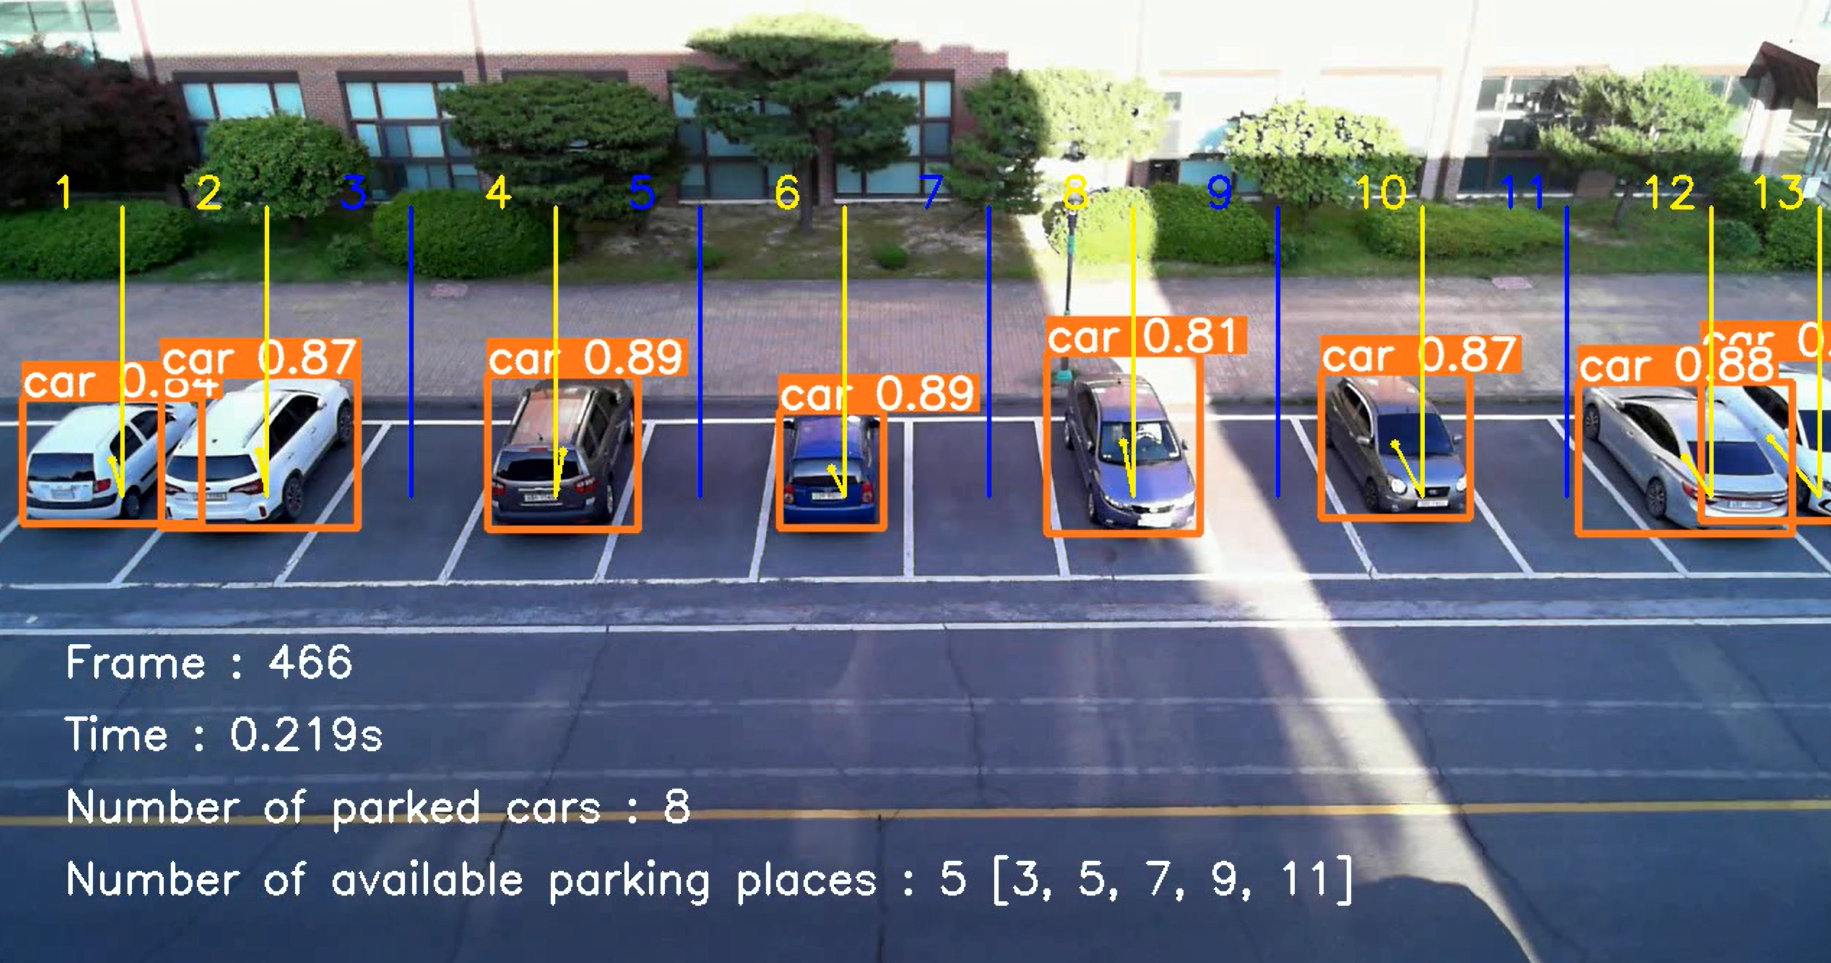 1 2 3 4 5 6 7 8 9 10 11 12 13
car 0.84
car 0.87
car 0.89
car 0.89
car 0.81
car 0.87
car 0.88
car 0.
Frame : 466
Time : 0.219s
Number of parked cars : 8
Number of available parking places : 5 [3, 5, 7, 9, 11]